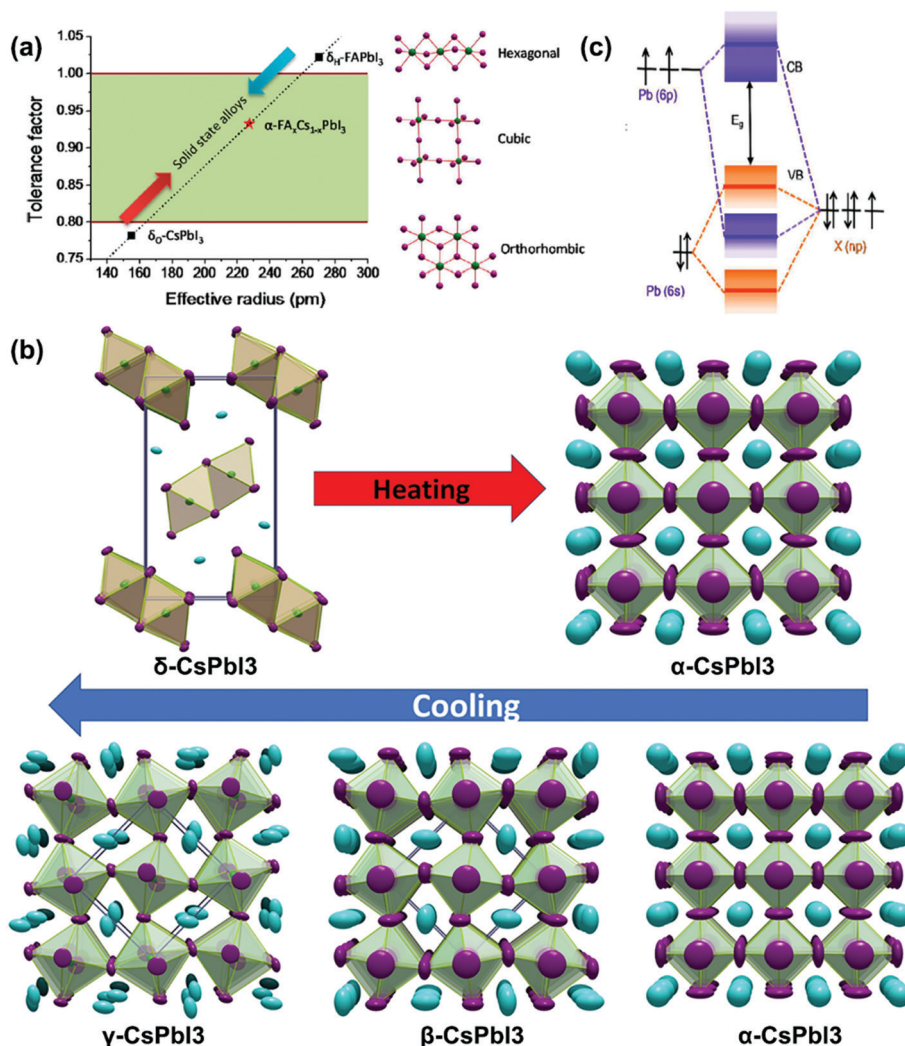 (a)
1.05
1.00
0.95
0.90
0.85
0.80
0.75
Tolerance factor
δH-FAPbI3
Solid state alloys
α-FAxCs1-xPbI3
δO-CsPbI3
140 160 180 200 220 240 260 280 300
Effective radius (pm)
Hexagonal
Cubic
Orthorhombic
(c)
Pb (6p)
CB
Eg
:
VB
X (np)
Pb (6s)
(b)
Heating
δ-CsPbI3
α-CsPbI3
Cooling
γ-CsPbI3
β-CsPbI3
α-CsPbI3